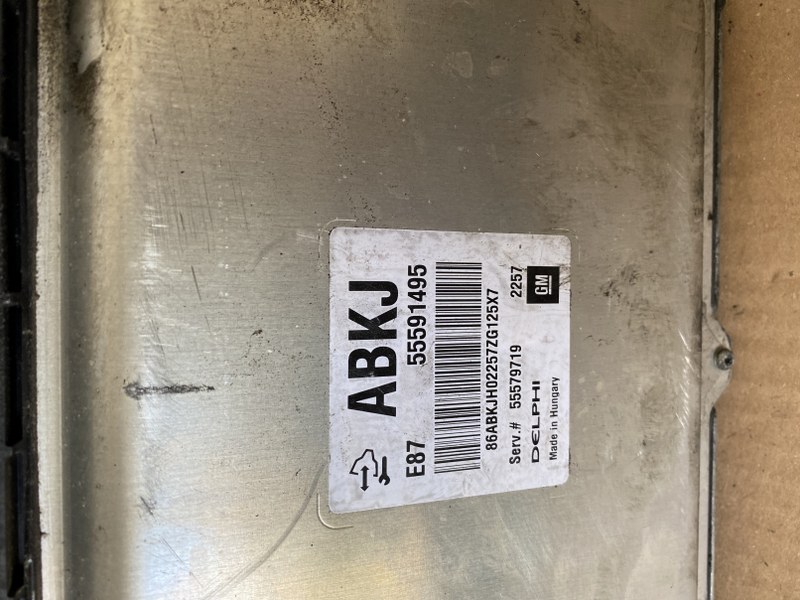 ABKJ
E87 55591495
86ABKJH02257ZG125X7
Serv.# 55579719 2257
DELPHI
Made in Hungary
GM